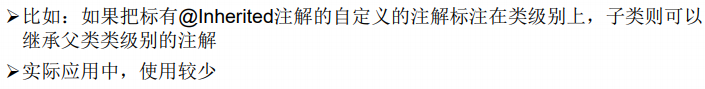 ➢比如：如果把标有@Inherited注解的自定义的注解标注在类级别上，子类则可以
继承父类类级别的注解
➢实际应用中，使用较少